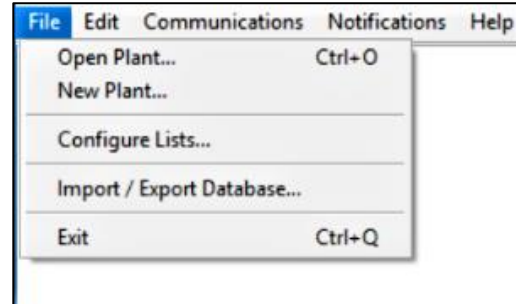 File Edit Communications Notifications Help
Open Plant... Ctrl+O
New Plant...
Configure Lists...
Import / Export Database...
Exit Ctrl+Q